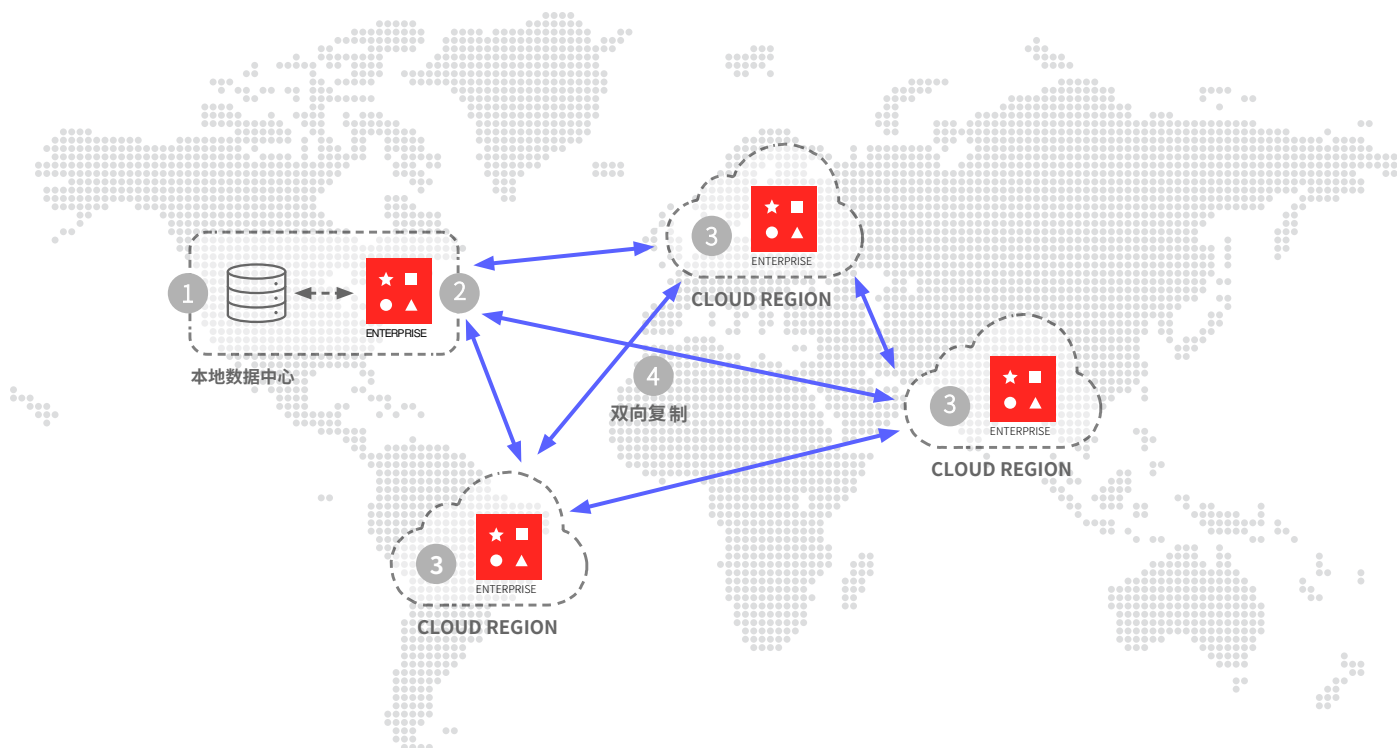 3
ENTERPRISE
CLOUD REGION
1
ENTERPRISE
2
本地数据中心
4
双向复制
3
ENTERPRISE
CLOUD REGION
3
ENTERPRISE
CLOUD REGION